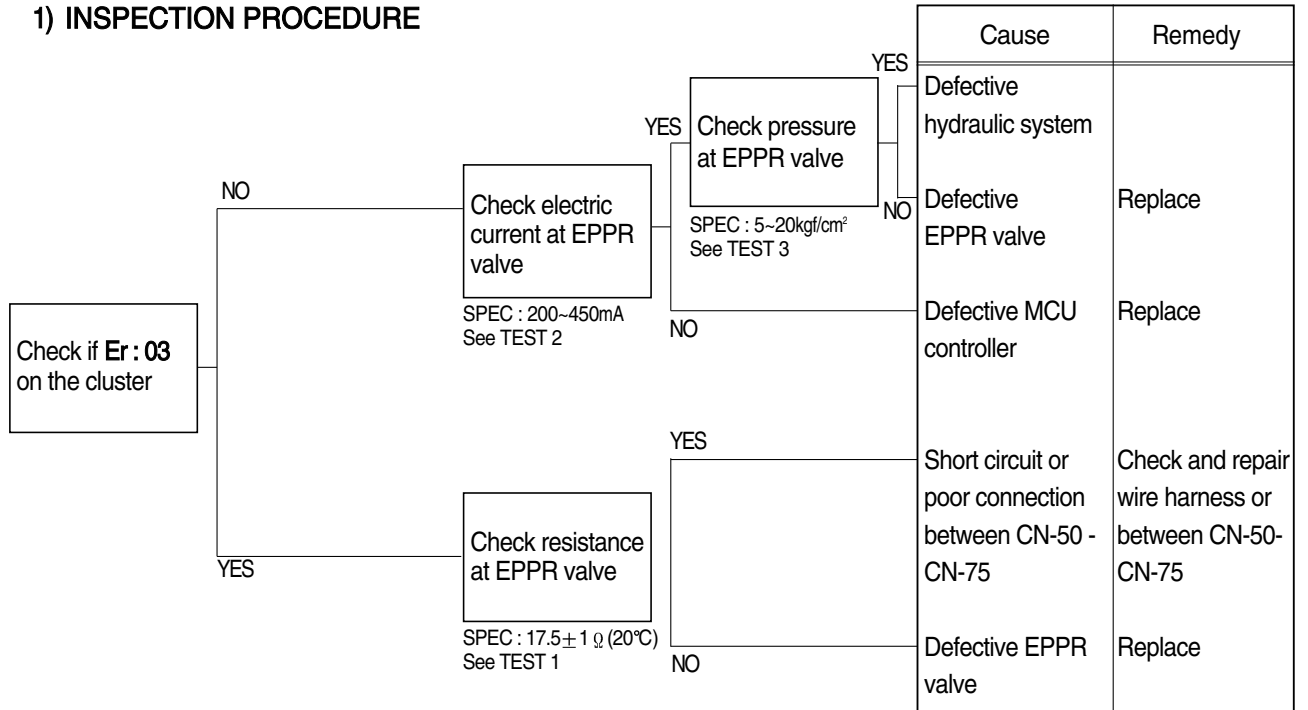 1) INSPECTION PROCEDURE
Cause
Remedy
Check if Er : 03
on the cluster
NO
YES
Check electric
current at EPPR
valve
SPEC : 200~450mA
See TEST 2
YES
NO
Check pressure
at EPPR valve
SPEC : 5~20kgf/cm²
See TEST 3
YES
Defective
hydraulic system
NO
Defective
EPPR valve
Replace
Defective MCU
controller
Replace
Check resistance
at EPPR valve
SPEC : 17.5±1 Ω (20℃)
See TEST 1
YES
Short circuit or
poor connection
between CN-50 -
CN-75
Check and repair
wire harness or
between CN-50-
CN-75
NO
Defective EPPR
valve
Replace